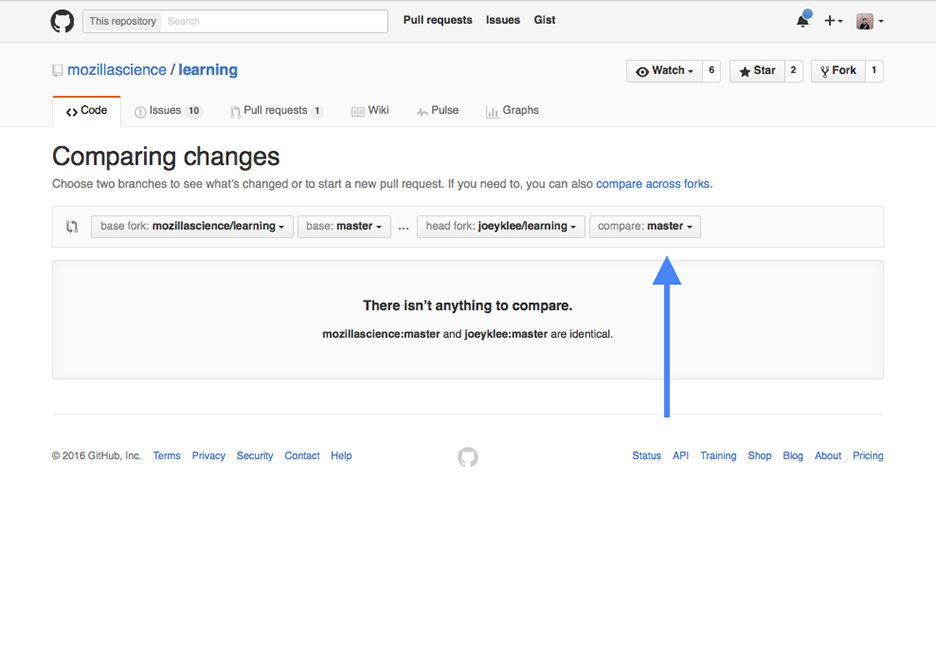 This repository Search Pull requests Issues Gist
mozillascience / learning Watch 6 Star 2 Fork 1
Code Issues 10 Pull requests 1 Wiki Pulse Graphs
Comparing changes
Choose two branches to see what's changed or to start a new pull request. If you need to, you can also compare across forks.
base fork: mozillascience/learning base: master ... head fork: joeyklee/learning compare: master
There isn't anything to compare.
mozillascience:master and joeyklee:master are identical.
© 2016 GitHub, Inc. Terms Privacy Security Contact Help Status API Training Shop Blog About Pricing